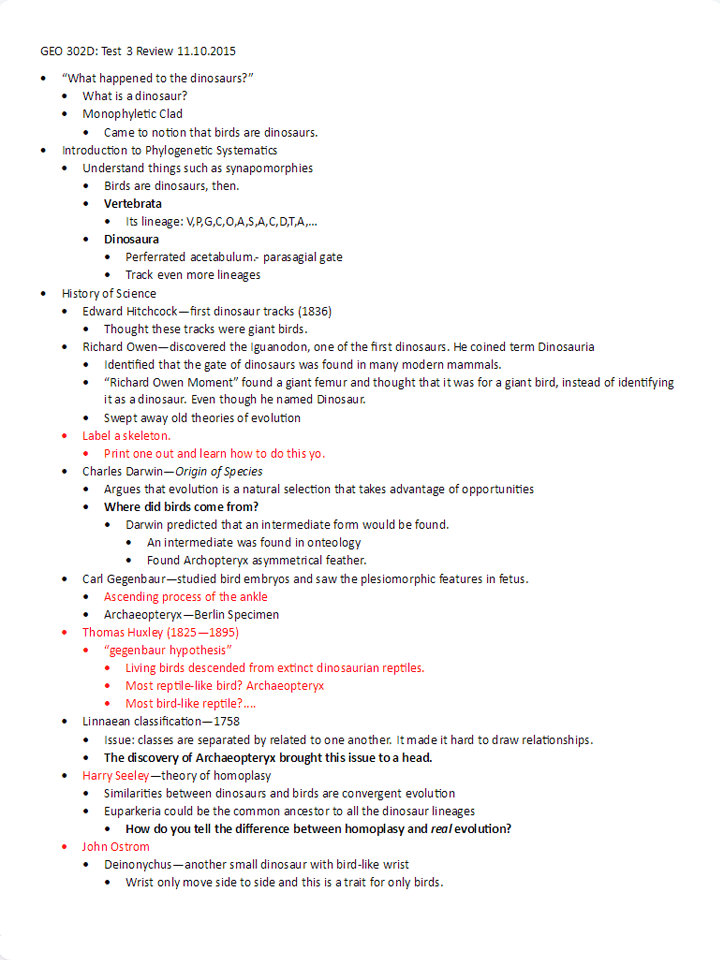 GEO 302D: Test 3 Review 11.10.2015
• “What happened to the dinosaurs?”
• What is a dinosaur?
• Monophyletic Clad
• Came to notion that birds are dinosaurs.
• Introduction to Phylogenetic Systematics
• Understand things such as synapomorphies
• Birds are dinosaurs, then.
• Vertebrata
• Its lineage: V,P,G,C,O,A,S,A,C,D,T,A,...
• Dinosaura
• Perferrated acetabulum.- parasagial gate
• Track even more lineages
• History of Science
• Edward Hitchcock—first dinosaur tracks (1836)
• Thought these tracks were giant birds.
• Richard Owen—discovered the Iguanodon, one of the first dinosaurs. He coined term Dinosauria
• Identified that the gate of dinosaurs was found in many modern mammals.
• “Richard Owen Moment” found a giant femur and thought that it was for a giant bird, instead of identifying
it as a dinosaur. Even though he named Dinosaur.
• Swept away old theories of evolution
• Label a skeleton.
• Print one out and learn how to do this yo.
• Charles Darwin—Origin of Species
• Argues that evolution is a natural selection that takes advantage of opportunities
• Where did birds come from?
• Darwin predicted that an intermediate form would be found.
• An intermediate was found in onteology
• Found Archopteryx asymmetrical feather.
• Carl Gegenbaur—studied bird embryos and saw the plesiomorphic features in fetus.
• Ascending process of the ankle
• Archaeopteryx—Berlin Specimen
• Thomas Huxley (1825—1895)
• “gegenbaur hypothesis”
• Living birds descended from extinct dinosaurian reptiles.
• Most reptile-like bird? Archaeopteryx
• Most bird-like reptile?....
• Linnaean classification—1758
• Issue: classes are separated by related to one another. It made it hard to draw relationships.
• The discovery of Archaeopteryx brought this issue to a head.
• Harry Seeley—theory of homoplasy
• Similarities between dinosaurs and birds are convergent evolution
• Euparkeria could be the common ancestor to all the dinosaur lineages
• How do you tell the difference between homoplasy and real evolution?
• John Ostrom
• Deinonychus—another small dinosaur with bird-like wrist
• Wrist only move side to side and this is a trait for only birds.